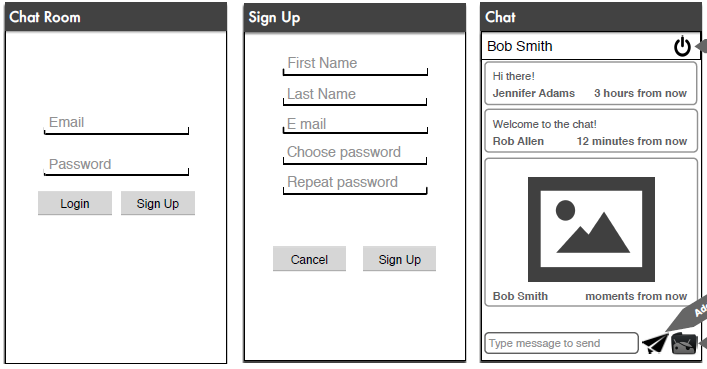 Chat Room
Email
Password
Login Sign Up
Sign Up
First Name
Last Name
E mail
Choose password
Repeat password
Cancel Sign Up
Chat
Bob Smith
Hi there!
Jennifer Adams 3 hours from now
Welcome to the chat!
Rob Allen 12 minutes from now
Bob Smith moments from now
Type message to send